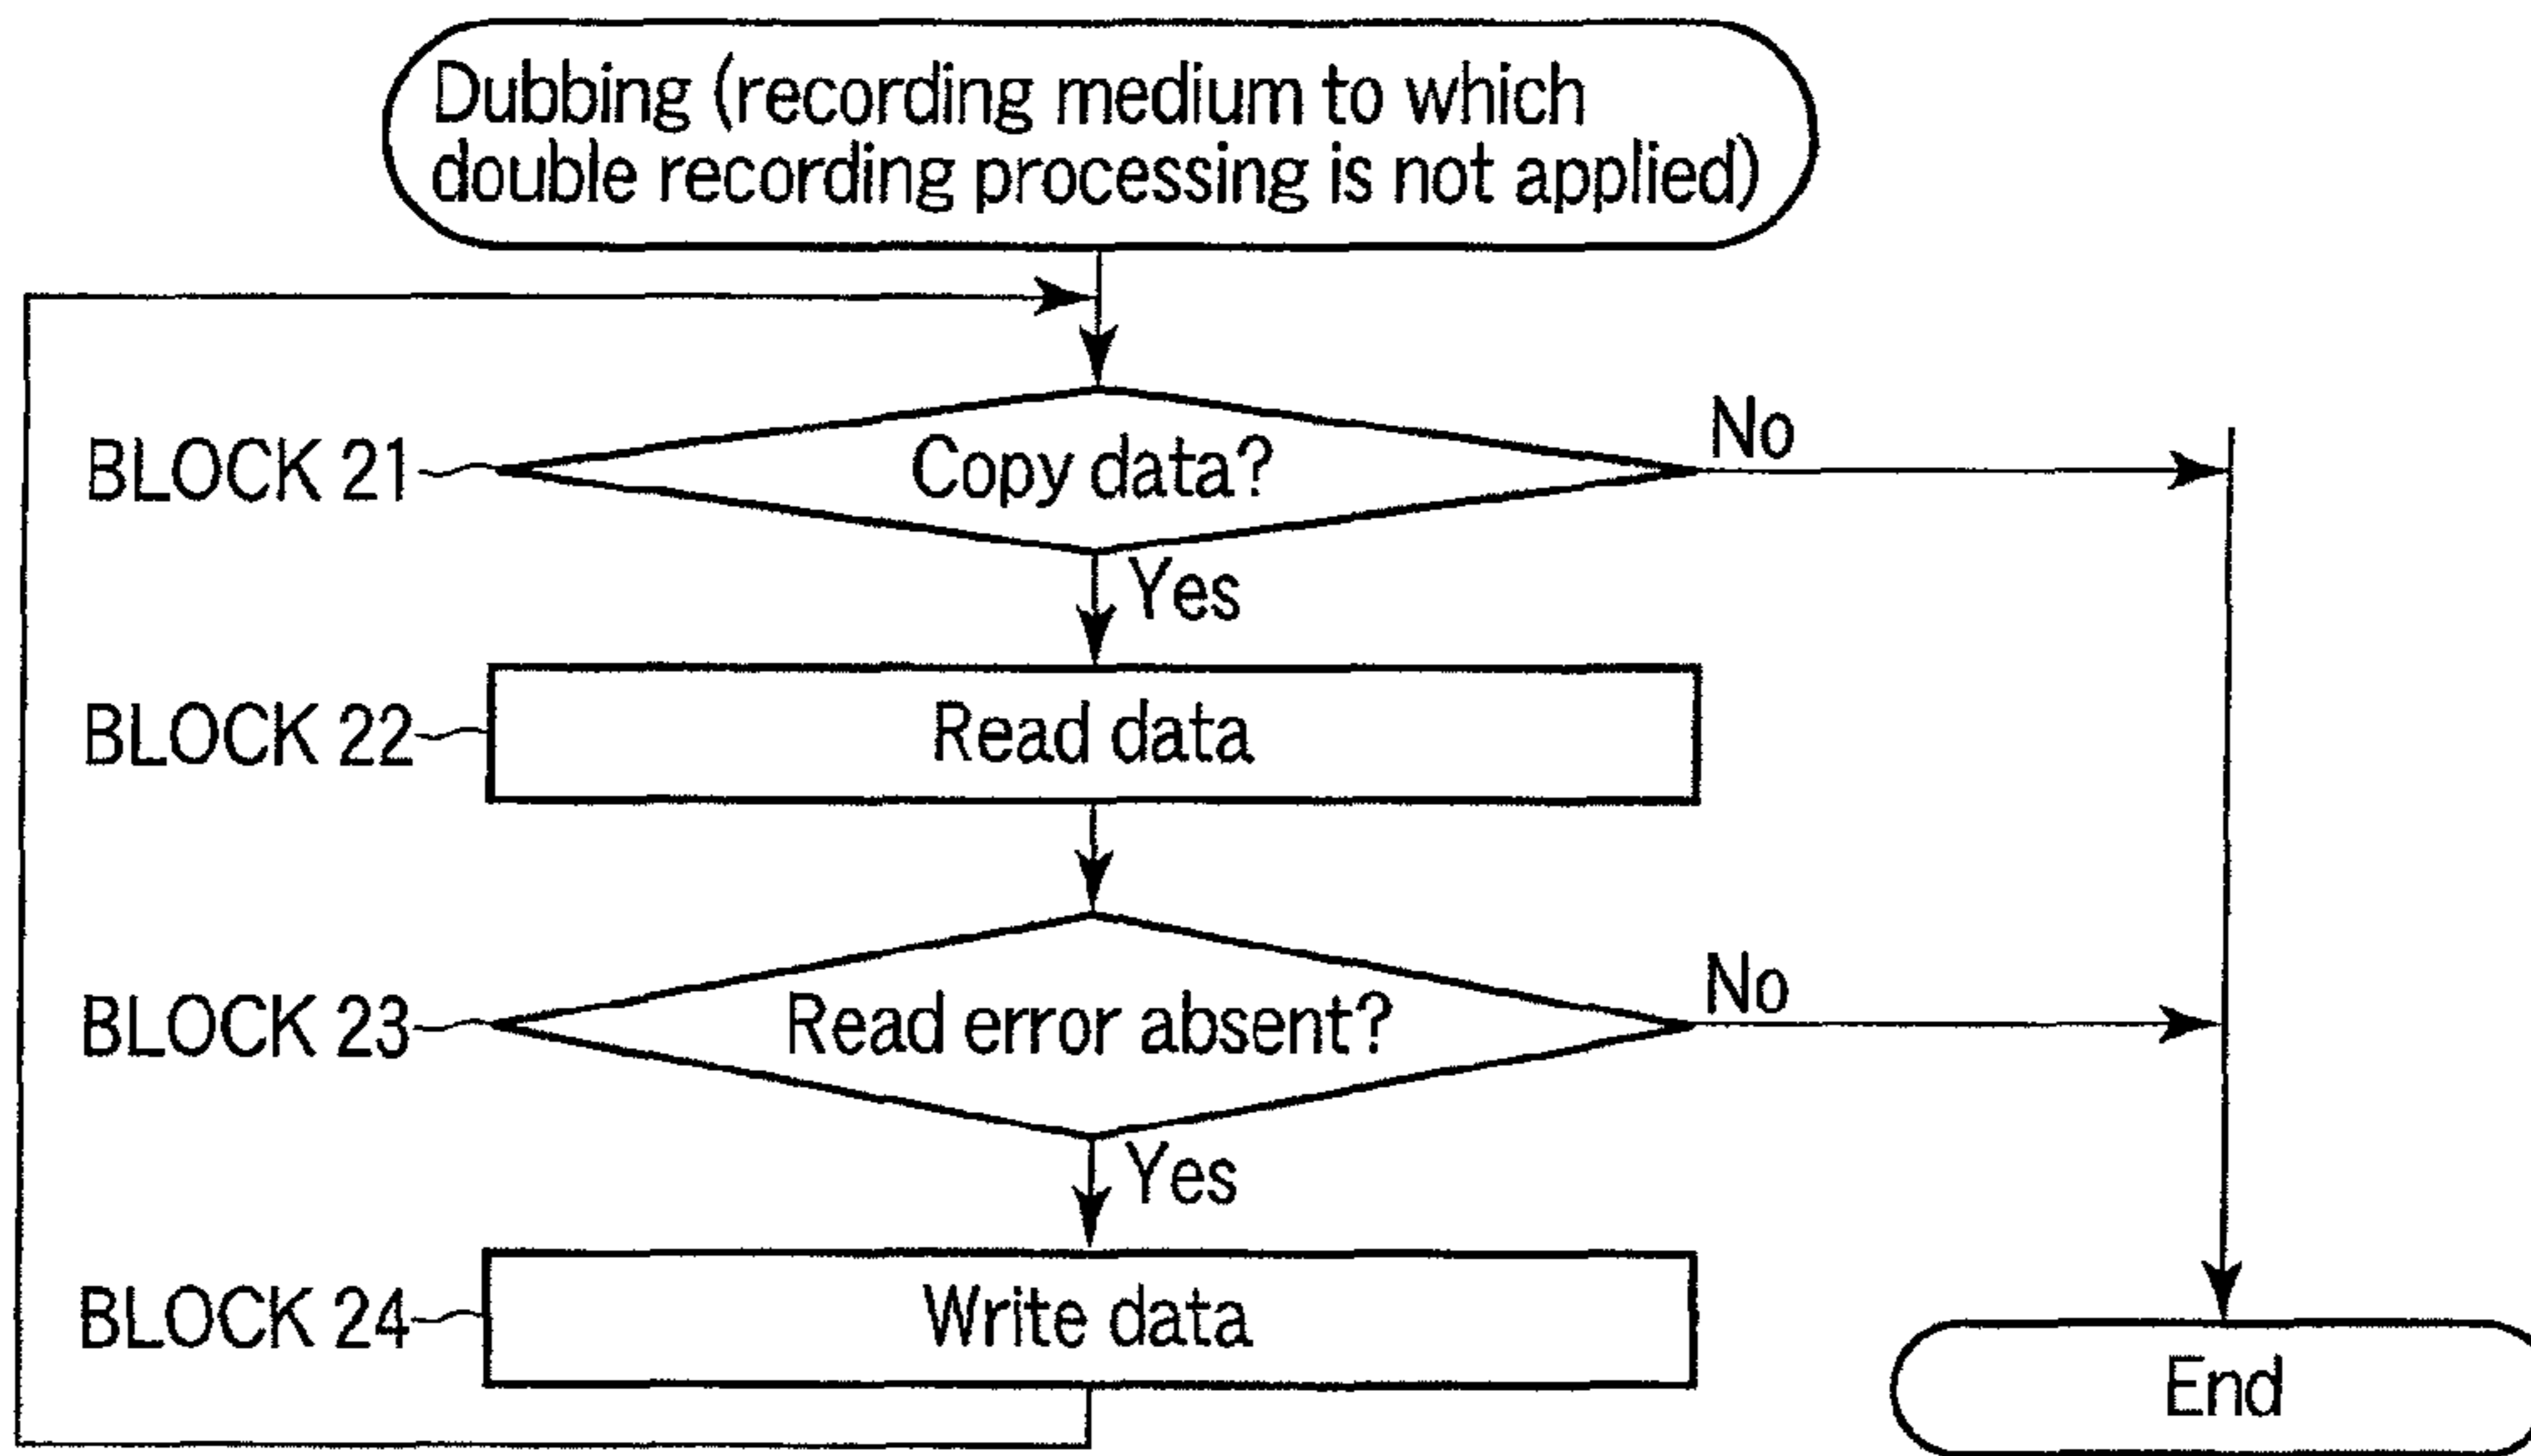 Dubbing (recording medium to which
double recording processing is not applied)
BLOCK 21
Copy data?
No
Yes
BLOCK 22
Read data
BLOCK 23
Read error absent?
No
Yes
BLOCK 24
Write data
End